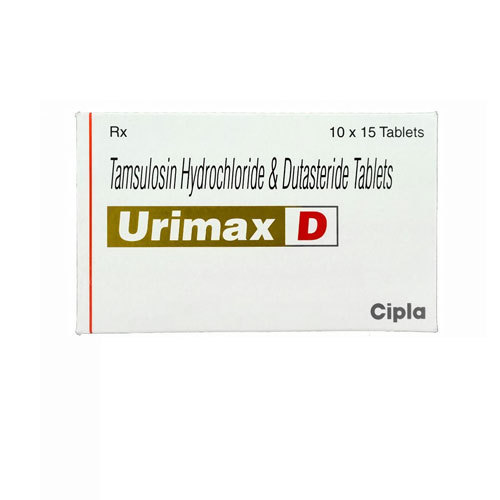 Rx
10 x 15 Tablets
Tamsulosin Hydrochloride & Dutasteride Tablets
Urimax D
Cipla